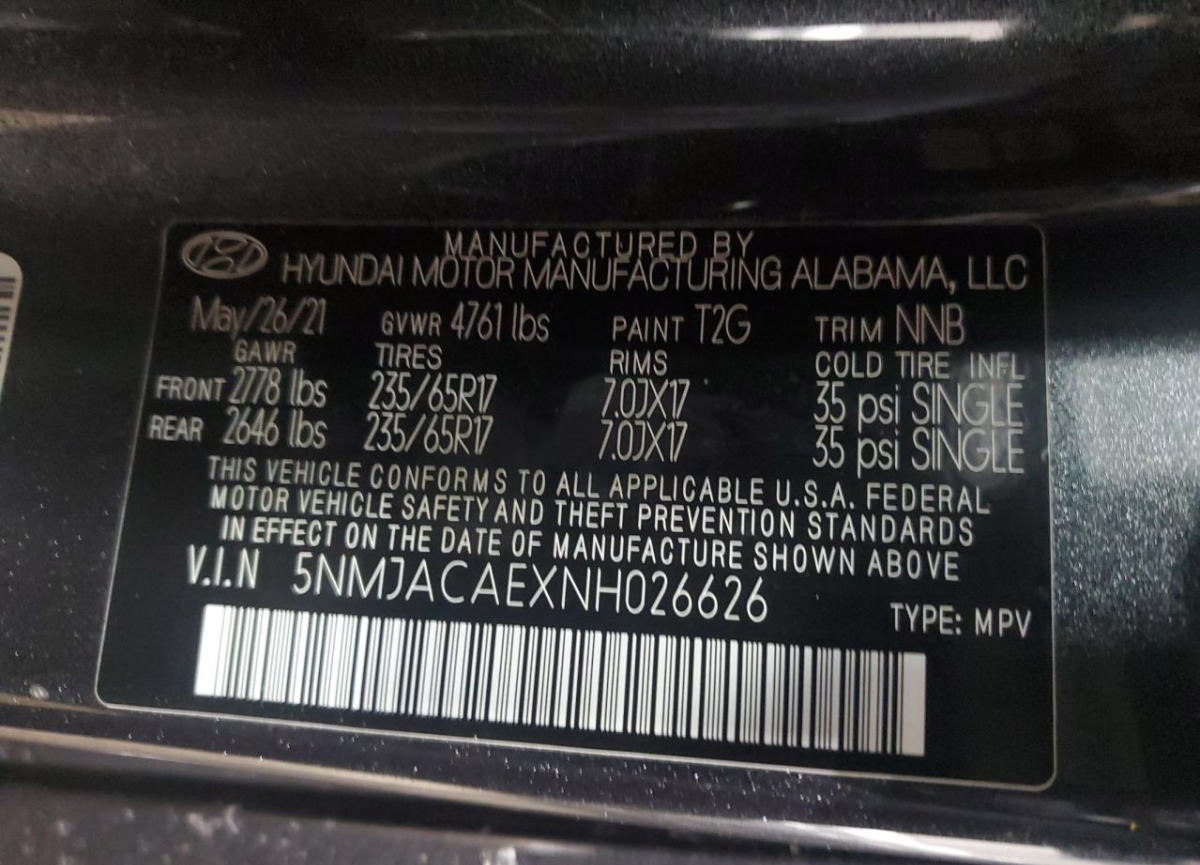 MANUFACTURED BY
HYUNDAI MOTOR MANUFACTURING ALABAMA, LLC
May/26/21 GVWR 4761 lbs PAINT T2G TRIM NNB
GAWR TIRES RIMS COLD TIRE INFL
FRONT 2778 lbs 235/65R17 7.0JX17 35 psi SINGLE
REAR 2646 lbs 235/65R17 7.0JX17 35 psi SINGLE
THIS VEHICLE CONFORMS TO ALL APPLICABLE U.S.A. FEDERAL
MOTOR VEHICLE SAFETY AND THEFT PREVENTION STANDARDS
IN EFFECT ON THE DATE OF MANUFACTURE SHOWN ABOVE
V.I.N 5NMJACAEXNH026626
TYPE: MPV